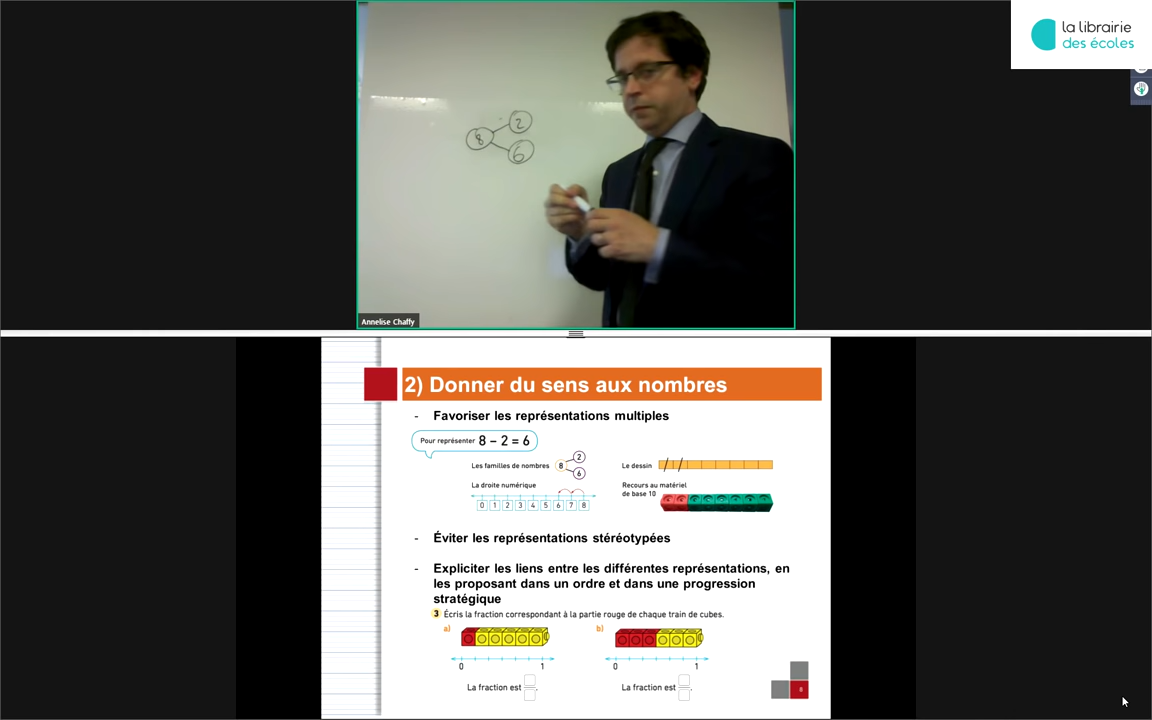 la librairie
des écoles
2
8
6
Annelise Chaffy
2) Donner du sens aux nombres
- Favoriser les représentations multiples
Pour représenter 8 – 2 = 6
Les familles de nombres 8 2 6
Le dessin
La droite numérique
0 1 2 3 4 5 6 7 8
Recours au matériel
de base 10
- Éviter les représentations stéréotypées
- Expliciter les liens entre les différentes représentations, en
les proposant dans un ordre et dans une progression
stratégique
3 Écris la fraction correspondant à la partie rouge de chaque train de cubes.
a) b)
0 1 0 1
La fraction est . La fraction est .
8